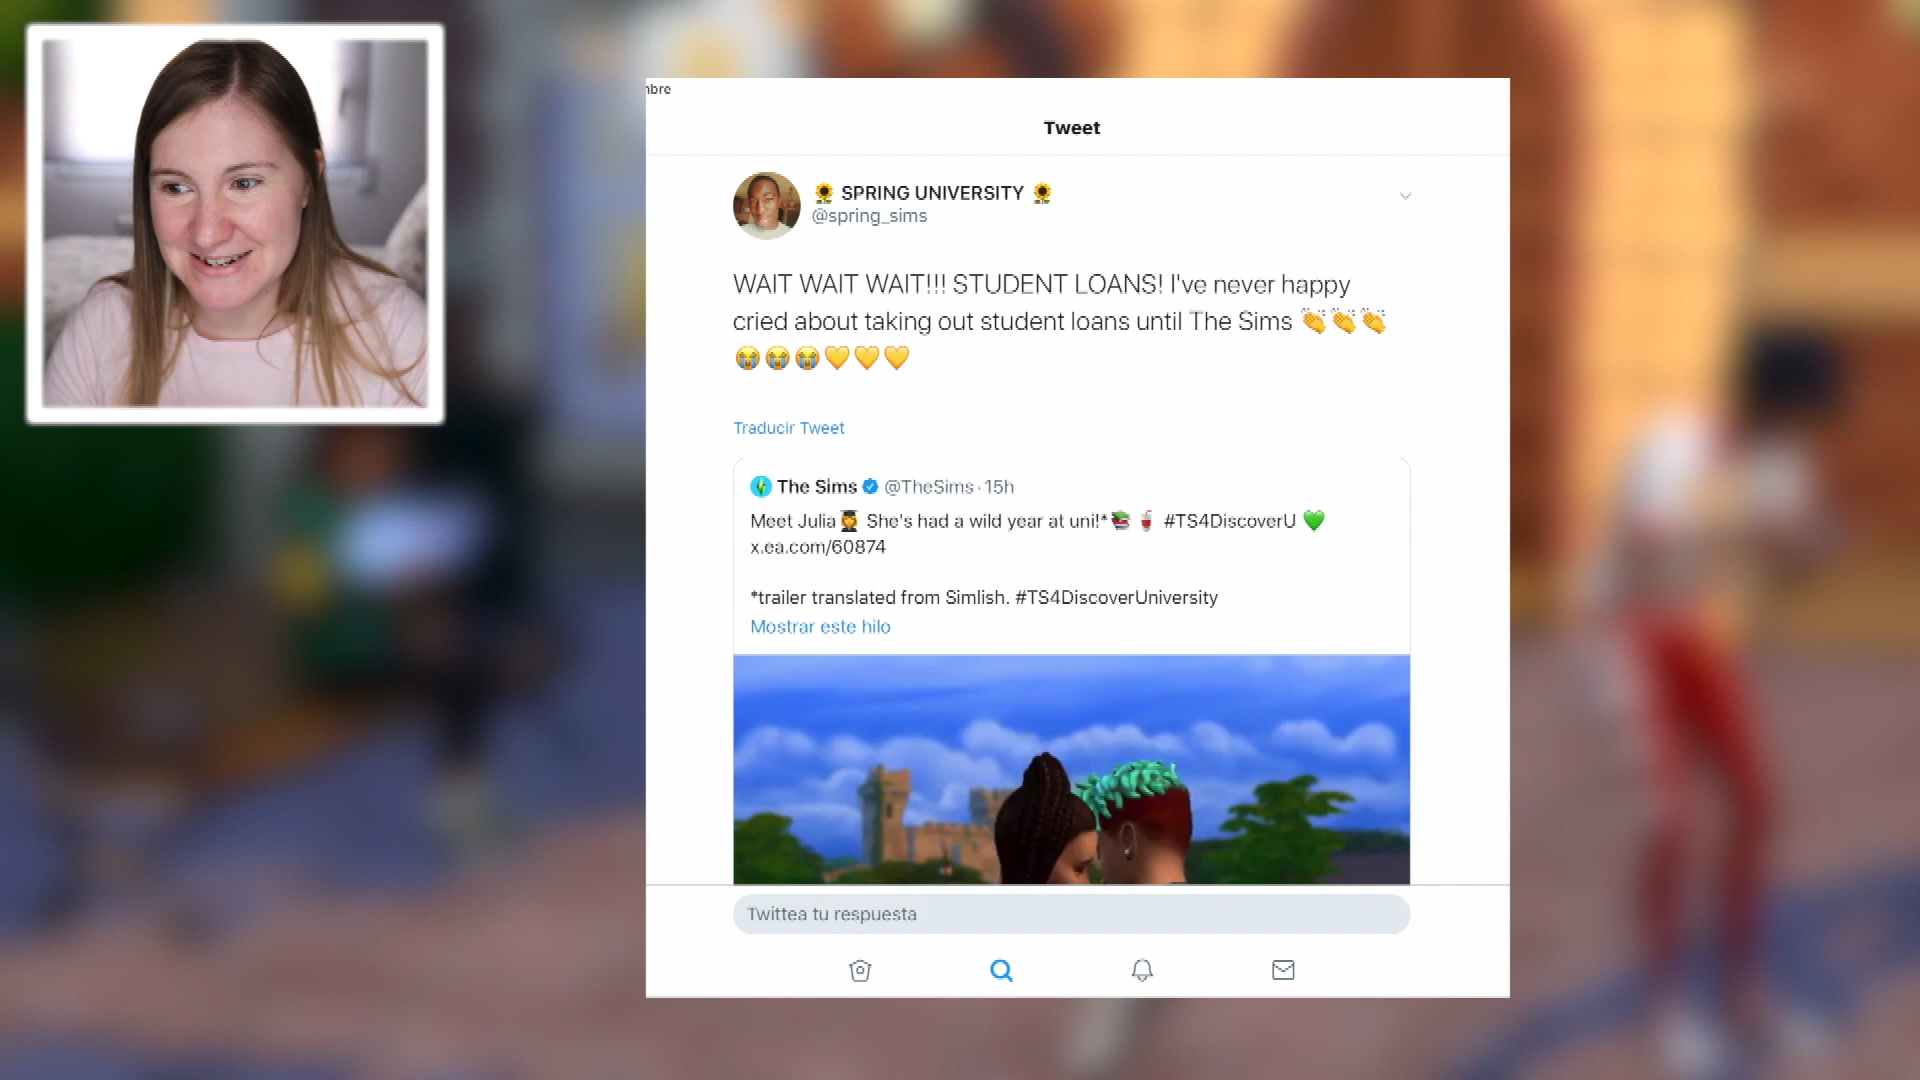 nbre
Tweet
🌻 SPRING UNIVERSITY 🌻
@spring_sims
WAIT WAIT WAIT!!! STUDENT LOANS! I've never happy
cried about taking out student loans until The Sims 👏👏👏
😭😭😭💛💛💛
Traducir Tweet
The Sims @TheSims · 15h
Meet Julia👩‍🎓 She's had a wild year at uni!*📚🥤 #TS4DiscoverU 💚
x.ea.com/60874
*trailer translated from Simlish. #TS4DiscoverUniversity
Mostrar este hilo
Twittea tu respuesta